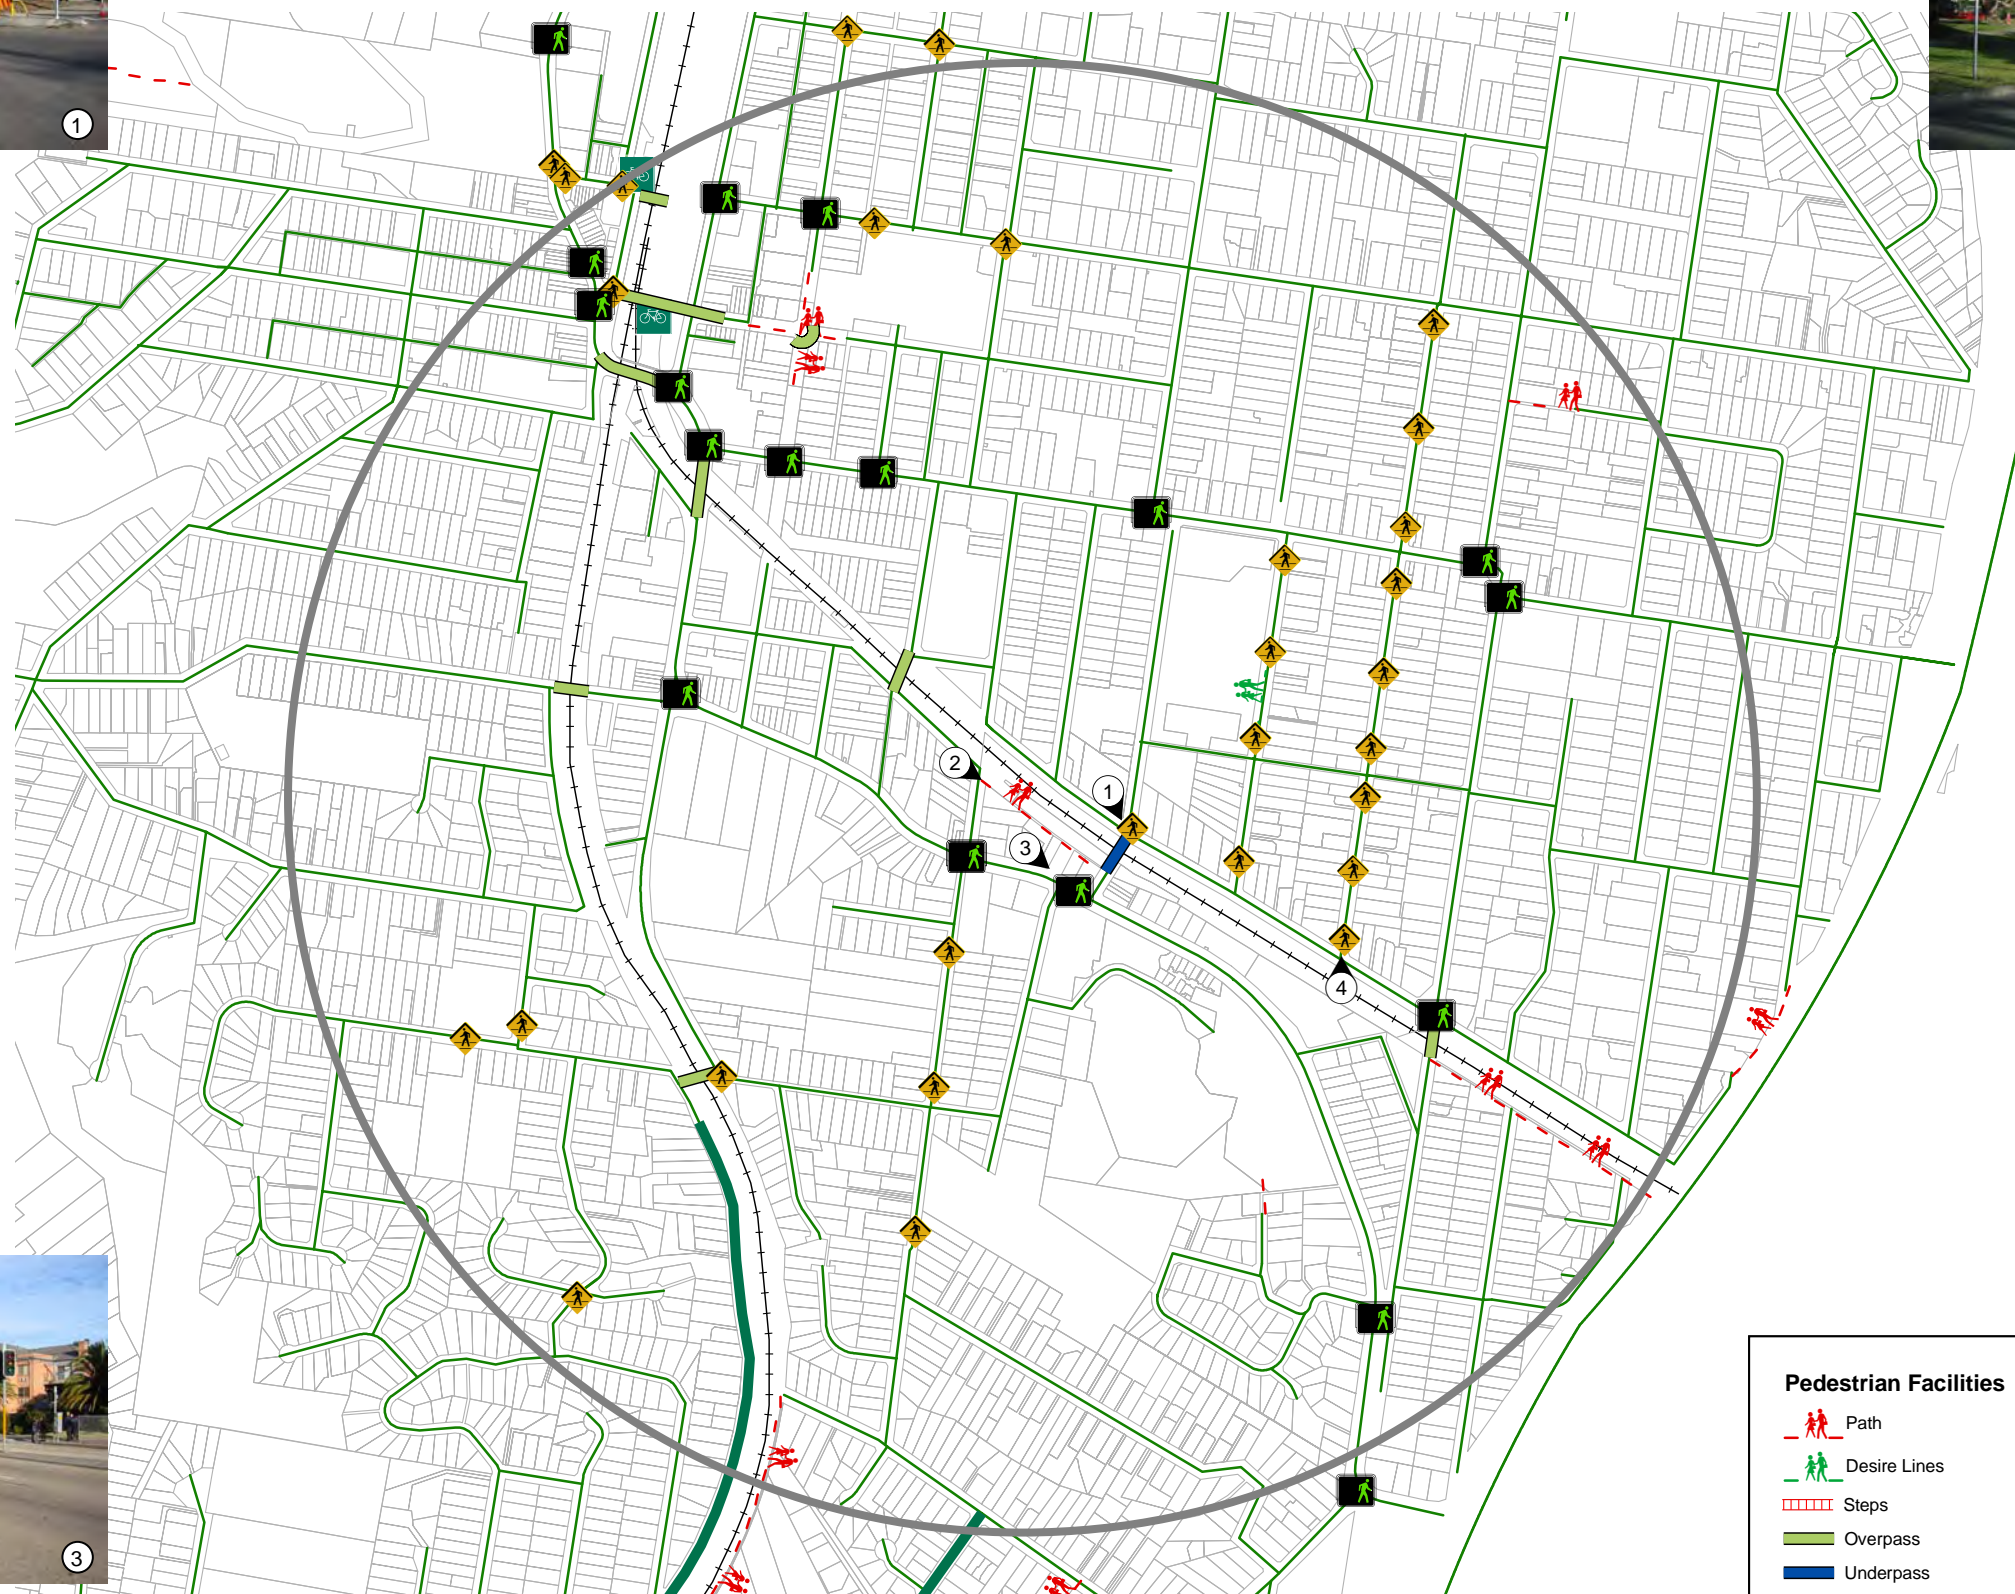 1
2
1
3
4
3
Pedestrian Facilities
Path
Desire Lines
Steps
Overpass
Underpass